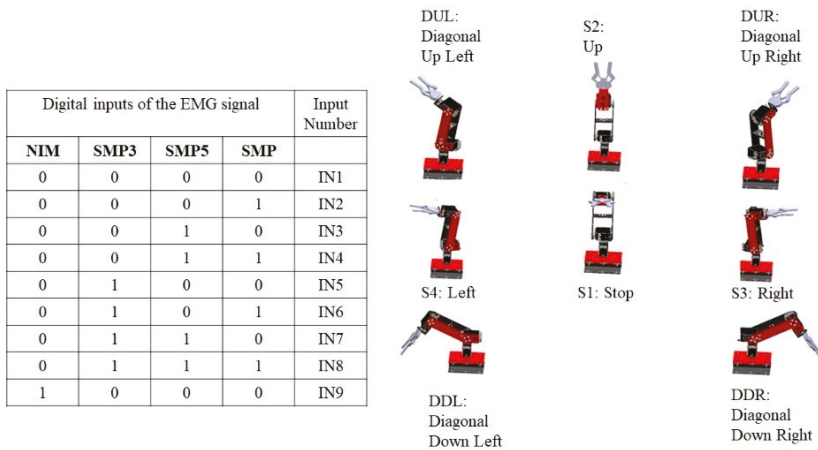 Digital inputs of the EMG signal Input
Number
NIM SMP3 SMP5 SMP
0 0 0 0 IN1
0 0 0 1 IN2
0 0 1 0 IN3
0 0 1 1 IN4
0 1 0 0 IN5
0 1 0 1 IN6
0 1 1 0 IN7
0 1 1 1 IN8
1 0 0 0 IN9
DUL:
Diagonal
Up Left
S2:
Up
DUR:
Diagonal
Up Right
S4: Left
S1: Stop
S3: Right
DDL:
Diagonal
Down Left
DDR:
Diagonal
Down Right